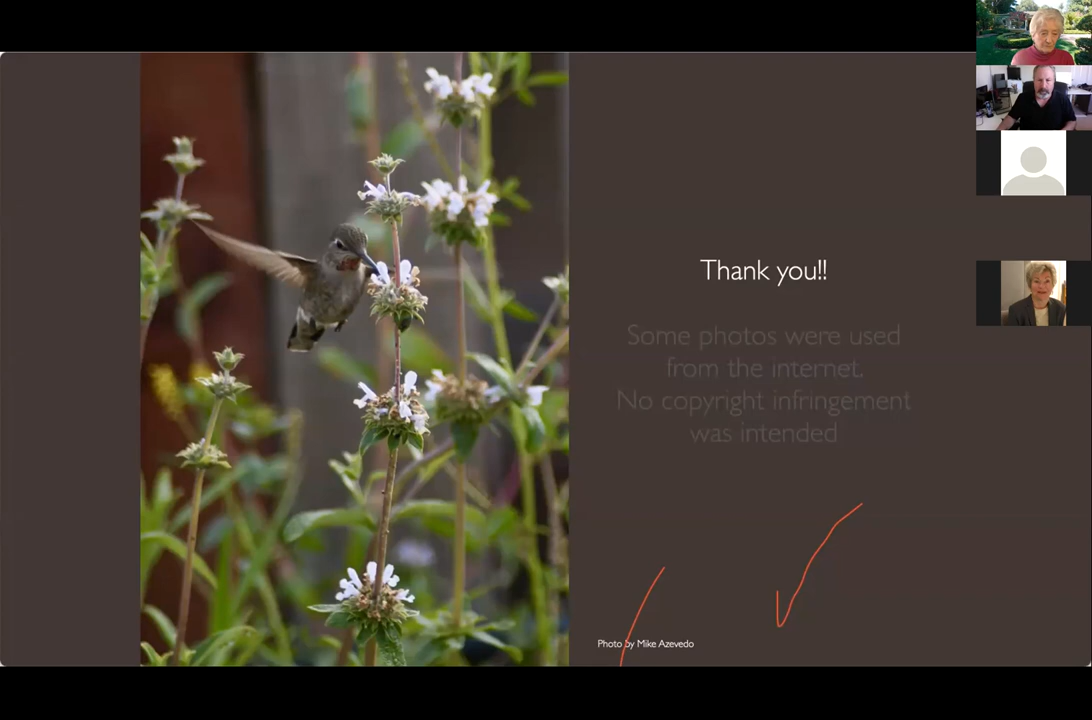 Thank you!!
Some photos were used
from the internet.
No copyright infringement
was intended
Photo by Mike Azevedo